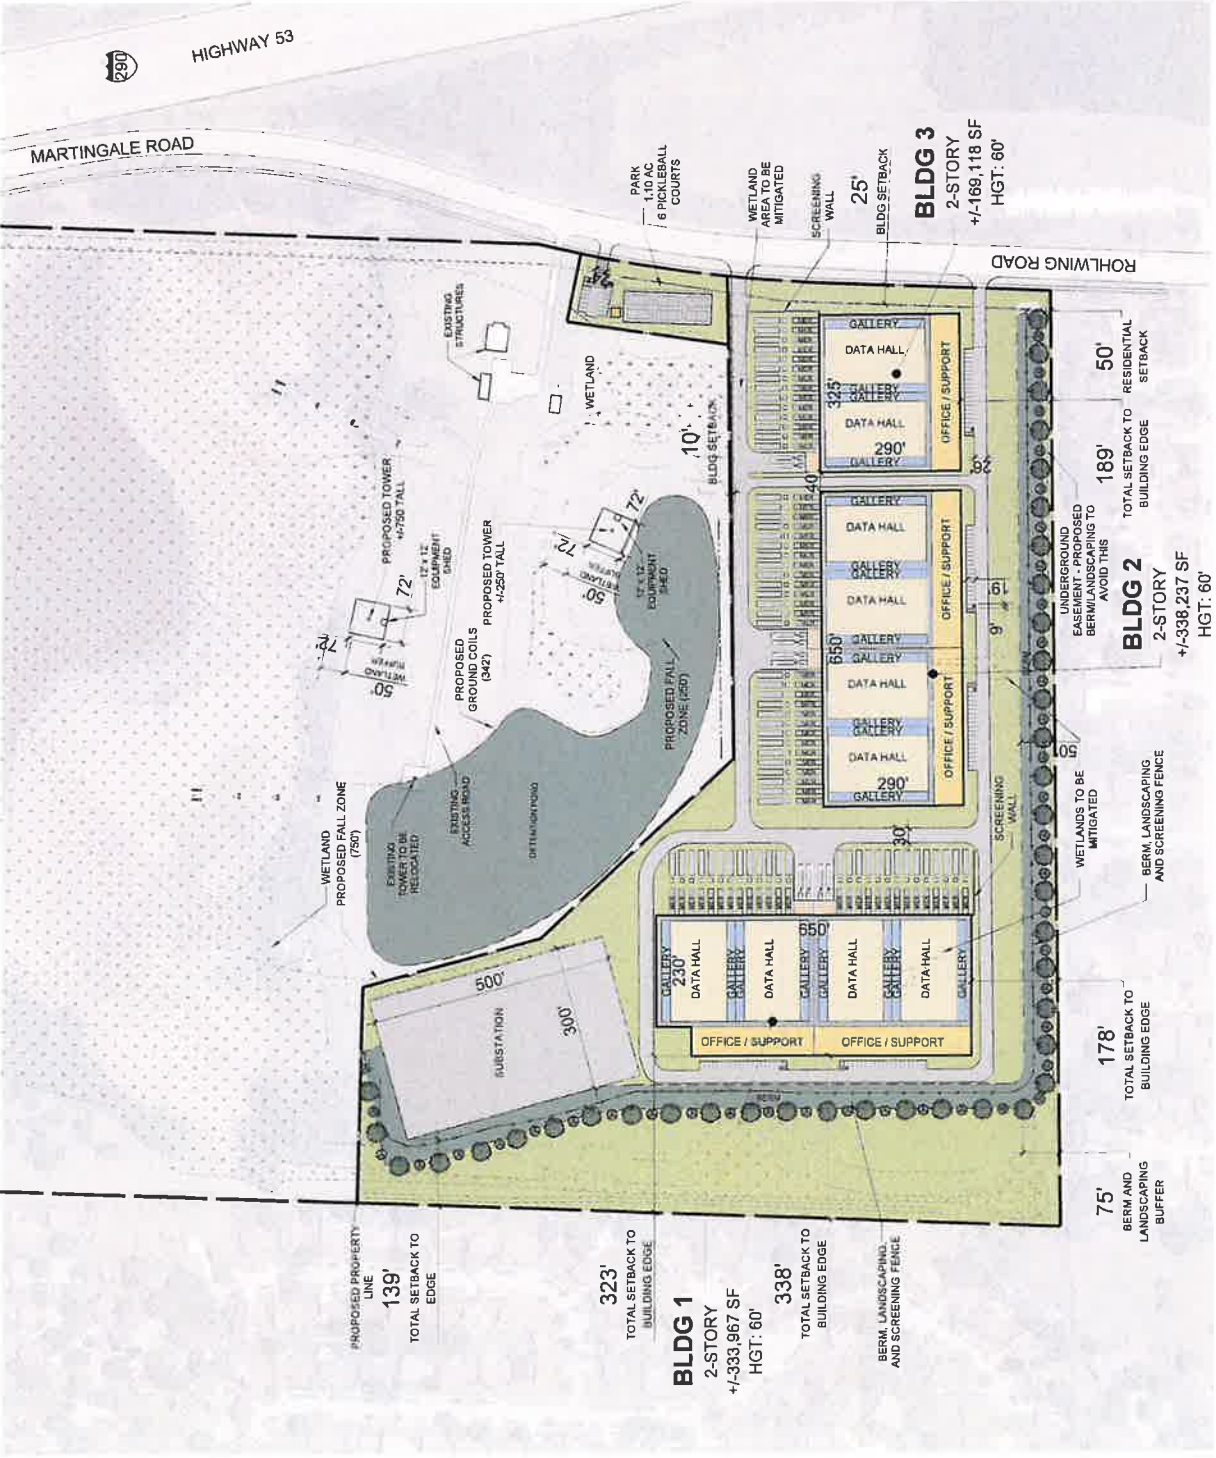 290
HIGHWAY 53
MARTINGALE ROAD
PARK
1.10 AC
6 PICKLEBALL
COURTS
WETLAND
AREA TO BE
MITIGATED
SCREENING
WALL
25'
BLDG SETBACK
BLDG 3
2-STORY
+/-169,118 SF
HGT: 60'
ROHLWING ROAD
EXISTING
STRUCTURES
WETLAND
10'
BLDG SETBACK
PROPOSED TOWER
+/-750 TALL
12' x 12'
EQUIPMENT
SHED
72'
72'
50'
WETLAND
BUFFER
PROPOSED TOWER
+/-250' TALL
72'
72'
50'
WETLAND
BUFFER
12' x 12'
EQUIPMENT
SHED
PROPOSED
GROUND COILS
(342')
PROPOSED FALL
ZONE (250')
WETLAND
PROPOSED FALL ZONE
(750')
EXISTING
TOWER TO BE
RELOCATED
EXISTING
ACCESS ROAD
DETENTION POND
GALLERY
DATA HALL
GALLERY
GALLERY
DATA HALL
GALLERY
325'
290'
OFFICE / SUPPORT
40'
26'
GALLERY
DATA HALL
GALLERY
GALLERY
DATA HALL
GALLERY
GALLERY
DATA HALL
GALLERY
GALLERY
DATA HALL
GALLERY
650'
290'
OFFICE / SUPPORT
OFFICE / SUPPORT
19'
9'
30'
50'
SCREENING
WALL
GALLERY
DATA HALL
GALLERY
GALLERY
DATA HALL
GALLERY
GALLERY
DATA HALL
GALLERY
GALLERY
DATA HALL
GALLERY
230'
650'
OFFICE / SUPPORT
OFFICE / SUPPORT
SUBSTATION
500'
300'
BERM
50'
RESIDENTIAL
SETBACK
189'
TOTAL SETBACK TO
BUILDING EDGE
UNDERGROUND
EASEMENT - PROPOSED
BERM/LANDSCAPING TO
AVOID THIS
BLDG 2
2-STORY
+/-338,237 SF
HGT: 60'
WETLANDS TO BE
MITIGATED
BERM, LANDSCAPING
AND SCREENING FENCE
178'
TOTAL SETBACK TO
BUILDING EDGE
75'
BERM AND
LANDSCAPING
BUFFER
PROPOSED PROPERTY
LINE
139'
TOTAL SETBACK TO
EDGE
323'
TOTAL SETBACK TO
BUILDING EDGE
BLDG 1
2-STORY
+/-333,967 SF
HGT: 60'
338'
TOTAL SETBACK TO
BUILDING EDGE
BERM, LANDSCAPING,
AND SCREENING FENCE